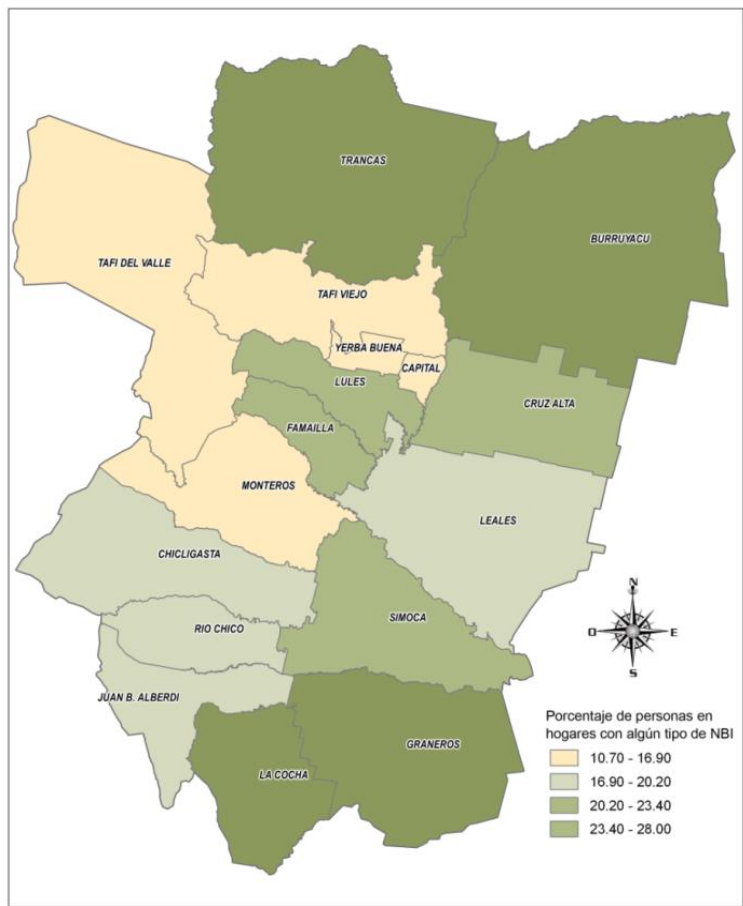 TRANCAS
BURRUYACU
TAFI DEL VALLE
TAFI VIEJO
YERBA BUENA
CAPITAL
LULES
CRUZ ALTA
FAMAILLA
MONTEROS
LEALES
CHICLIGASTA
SIMOCA
RIO CHICO
JUAN B. ALBERDI
GRANEROS
LA COCHA
N
O
E
S
Porcentaje de personas en
hogares con algún tipo de NBI
10.70 - 16.90
16.90 - 20.20
20.20 - 23.40
23.40 - 28.00